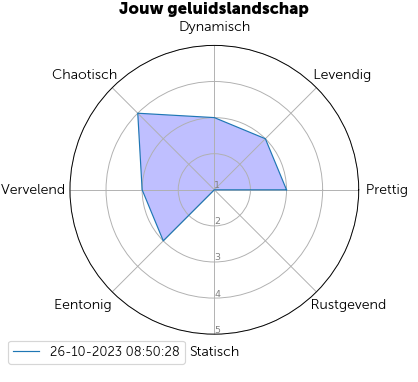 Jouw geluidslandschap
Dynamisch
Chaotisch
Levendig
1
Vervelend
Prettig
2
3
4
Eentonig
Rustgevend
5
26-10-2023 08:50:28
Statisch